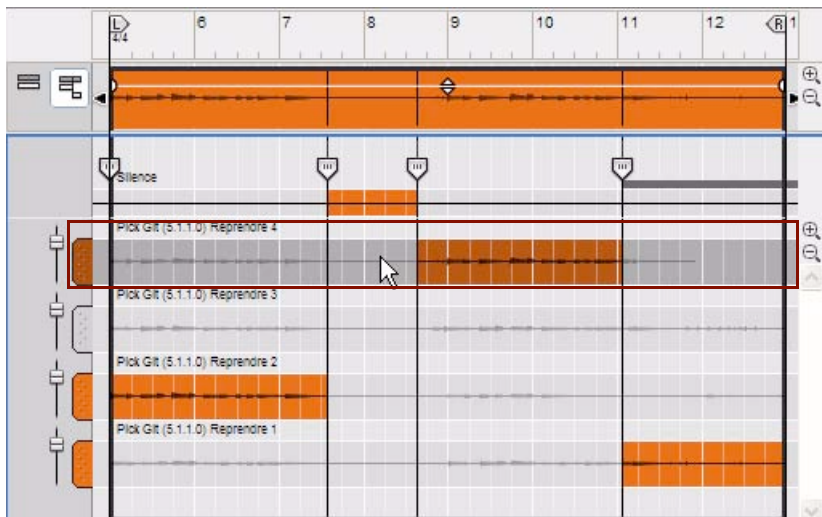 L 6 7 8 9 10 11 12 R 1
4/4
Silence
Pick Git (5.1.1.0) Reprendre 4
Pick Git (5.1.1.0) Reprendre 3
Pick Git (5.1.1.0) Reprendre 2
Pick Git (5.1.1.0) Reprendre 1